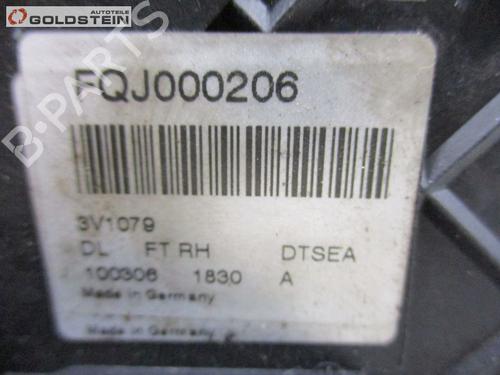 Autoteile
GOLDSTEIN
FQJ000206
3V1079
DL FT RH DTSEA
100306 1830 A
Made in Germany
Made in Germany
B-Parts